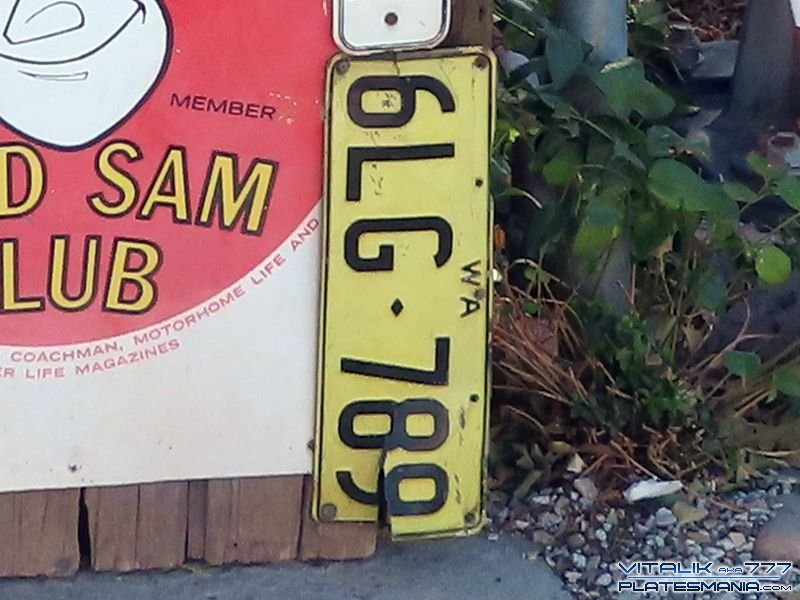 MEMBER
D SAM
LUB
COACHMAN, MOTORHOME LIFE AND
R LIFE MAGAZINES
6LG·789
WA
VITALIK aka 777
PLATESMANIA.com